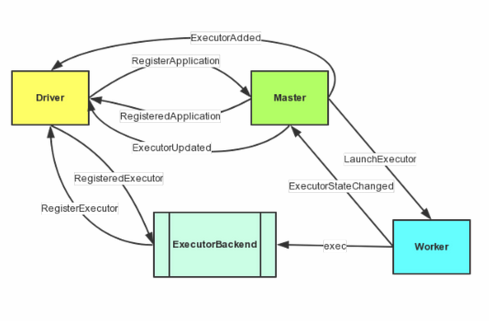 ExecutorAdded
RegisterApplication
Driver
Master
RegisteredApplication
ExecutorUpdated
LaunchExecutor
RegisteredExecutor
ExecutorStateChanged
RegisterExecutor
ExecutorBackend
exec
Worker